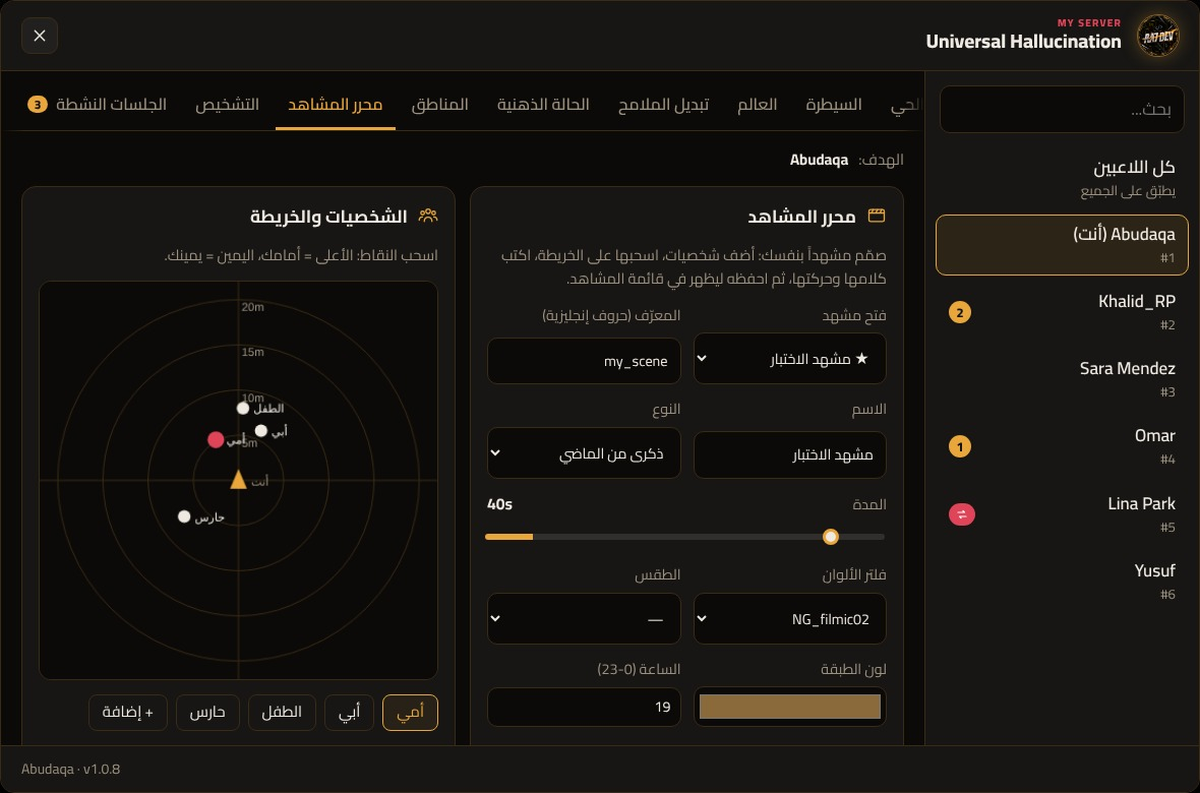 MY SERVER
Universal Hallucination
RAT-DEV
بحث...
كل اللاعبين
يطبّق على الجميع
Abudaqa (أنت)
#1
Khalid_RP
#2
2
Sara Mendez
#3
Omar
#4
1
Lina Park
#5
Yusuf
#6
السيطرة
العالم
تبديل الملامح
الحالة الذهنية
المناطق
محرر المشاهد
التشخيص
الجلسات النشطة 3
الهدف: Abudaqa
محرر المشاهد
صمّم مشهداً بنفسك: أضف شخصيات، اسحبها على الخريطة، اكتب
كلامها وحركتها، ثم احفظه ليظهر في قائمة المشاهد.
فتح مشهد
★ مشهد الاختبار
المعرّف (حروف إنجليزية)
my_scene
الاسم
مشهد الاختبار
النوع
ذكرى من الماضي
المدة
40s
فلتر الألوان
NG_filmic02
الطقس
—
لون الطبقة
الساعة (0-23)
19
الشخصيات والخريطة
اسحب النقاط: الأعلى = أمامك، اليمين = يمينك.
20m
15m
10m
الطفل
أبي
أمي
5m
أنت
حارس
أمي
أبي
الطفل
حارس
+ إضافة
Abudaqa · v1.0.8